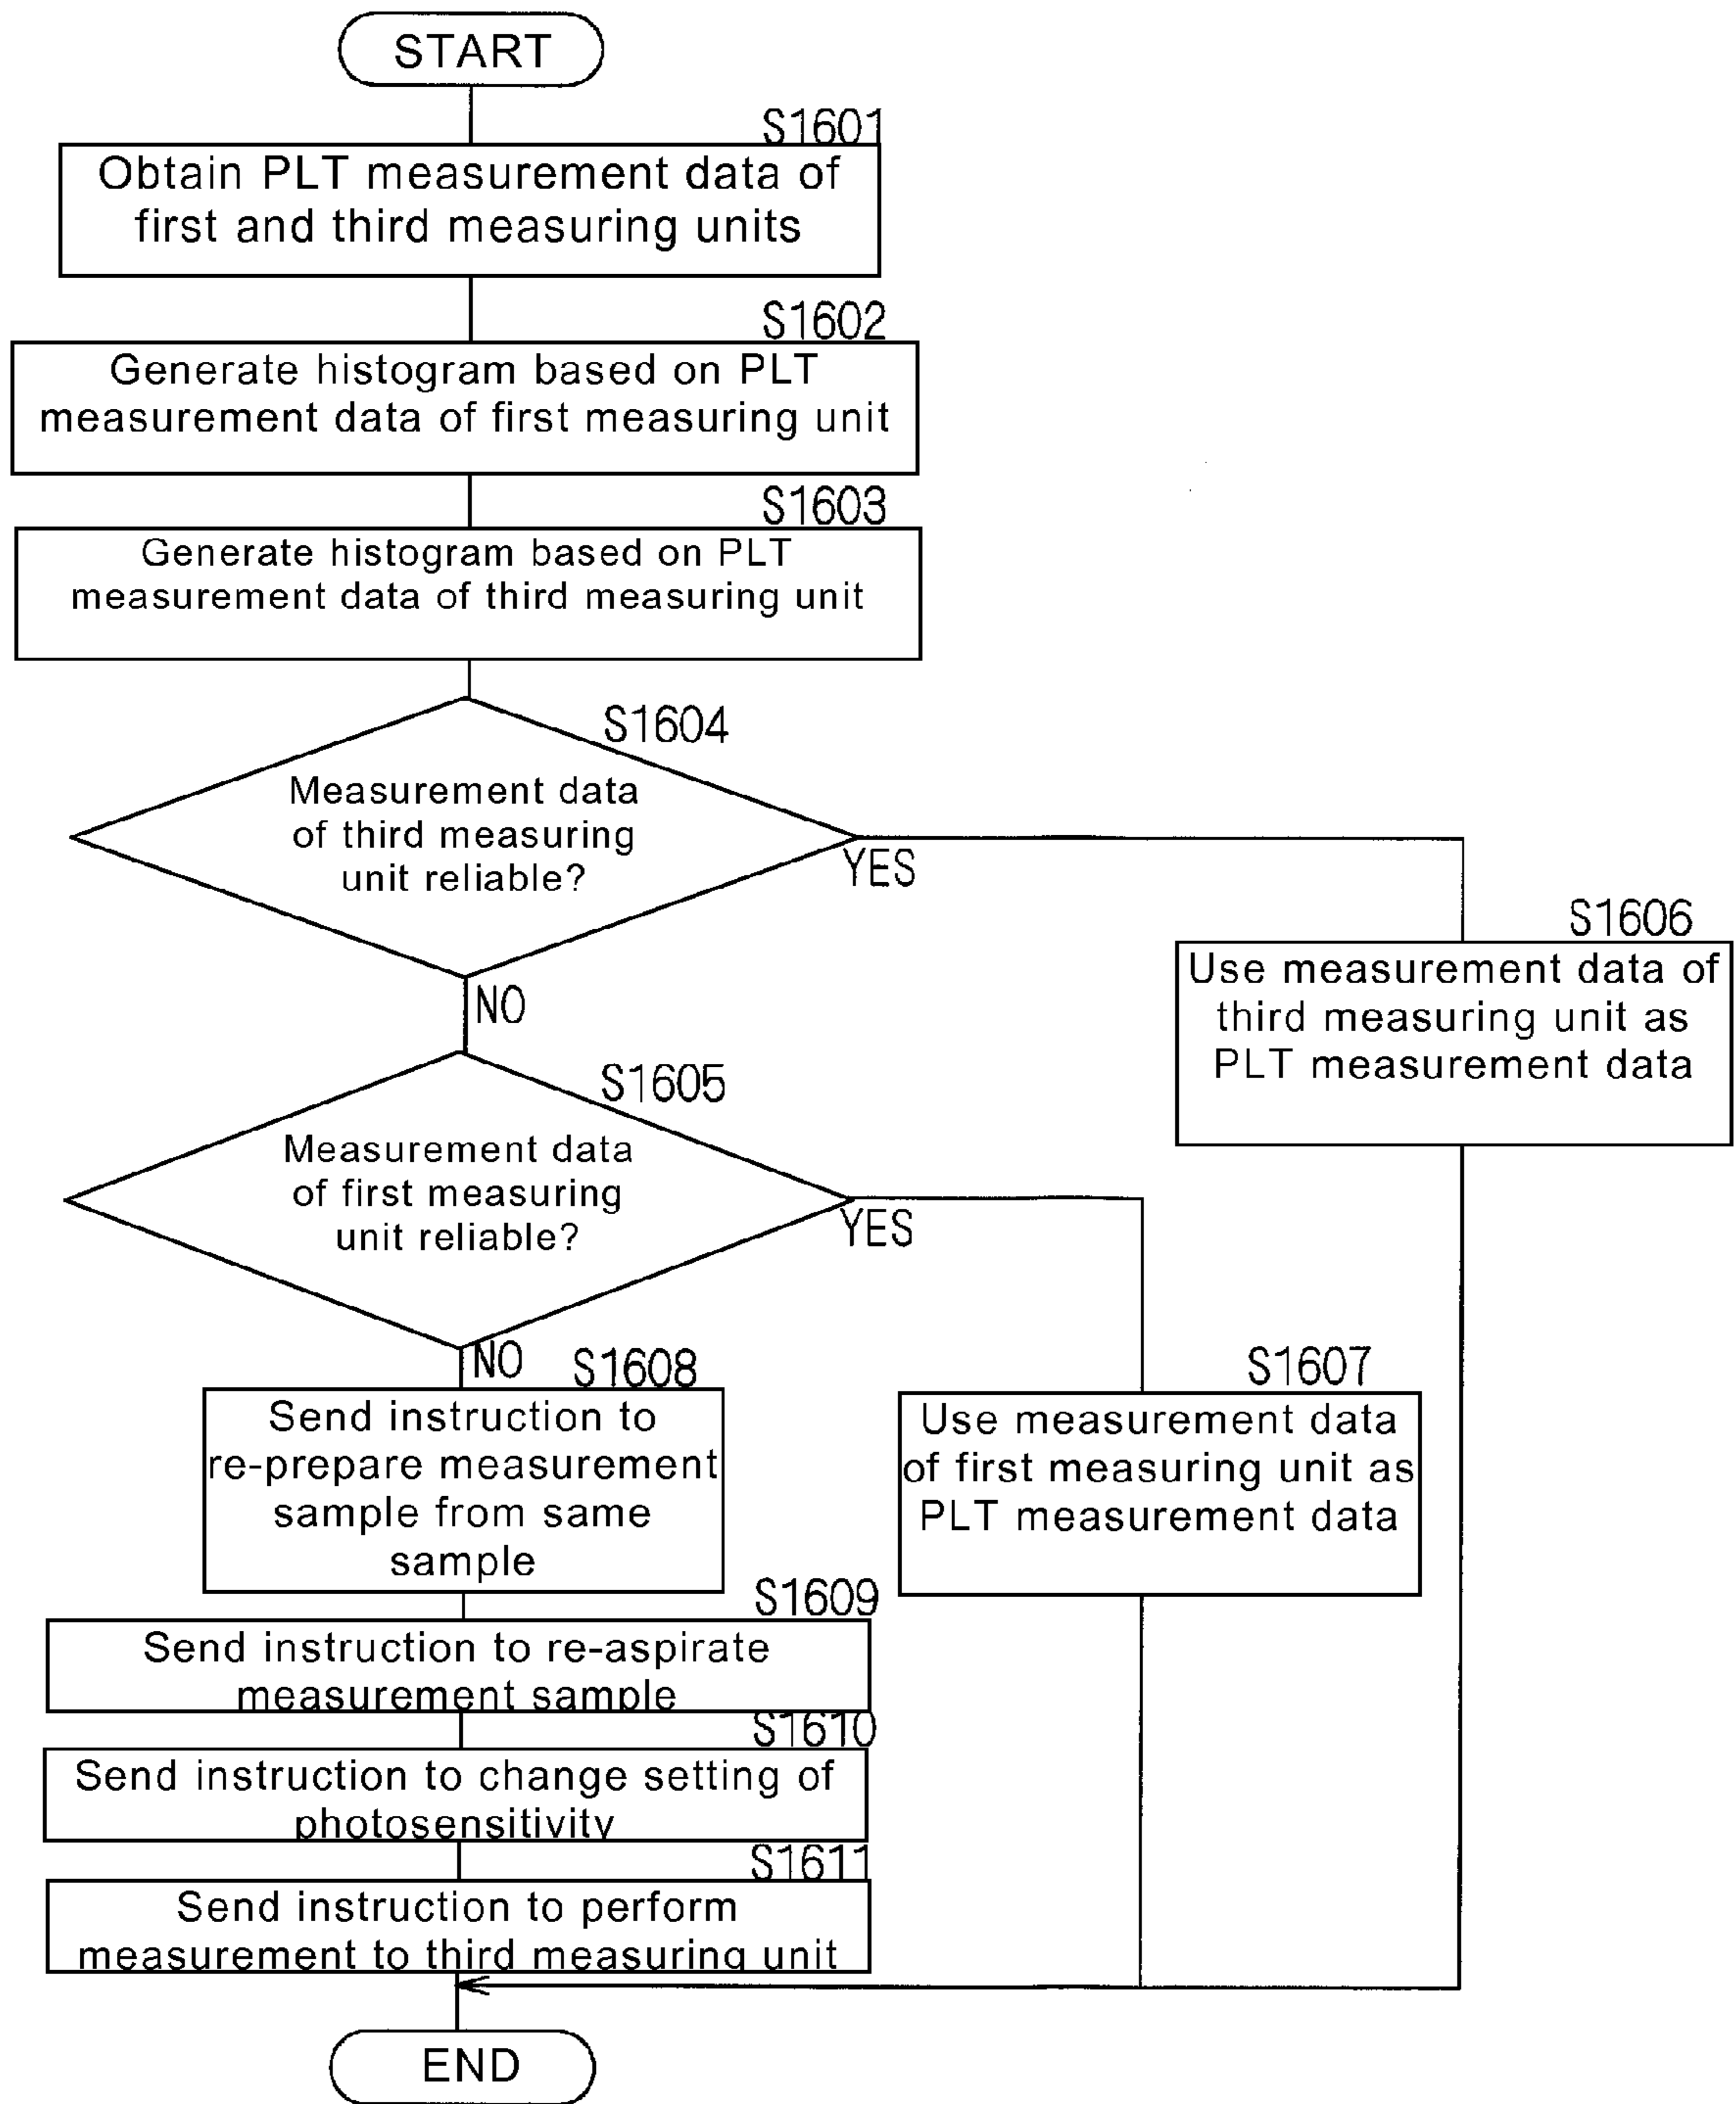 START
S1601
Obtain PLT measurement data of
first and third measuring units
S1602
Generate histogram based on PLT
measurement data of first measuring unit
S1603
Generate histogram based on PLT
measurement data of third measuring unit
S1604
Measurement data
of third measuring
unit reliable?
YES
NO
S1606
Use measurement data of
third measuring unit as
PLT measurement data
S1605
Measurement data
of first measuring
unit reliable?
YES
NO
S1607
Use measurement data
of first measuring unit as
PLT measurement data
S1608
Send instruction to
re-prepare measurement
sample from same
sample
S1609
Send instruction to re-aspirate
measurement sample
S1610
Send instruction to change setting of
photosensitivity
S1611
Send instruction to perform
measurement to third measuring unit
END